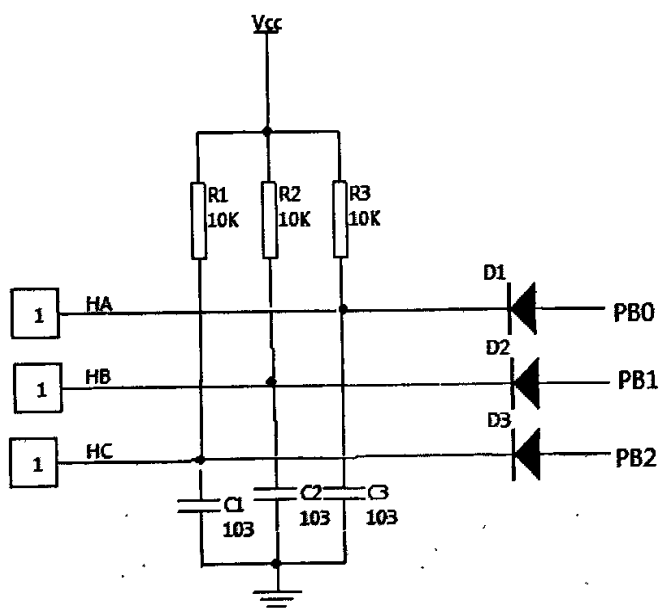 Vcc
R1 R2 R3
10K 10K 10K
D1
1 HA PB0
D2
1 HB PB1
D3
1 HC PB2
C1 C2 C3
103 103 103